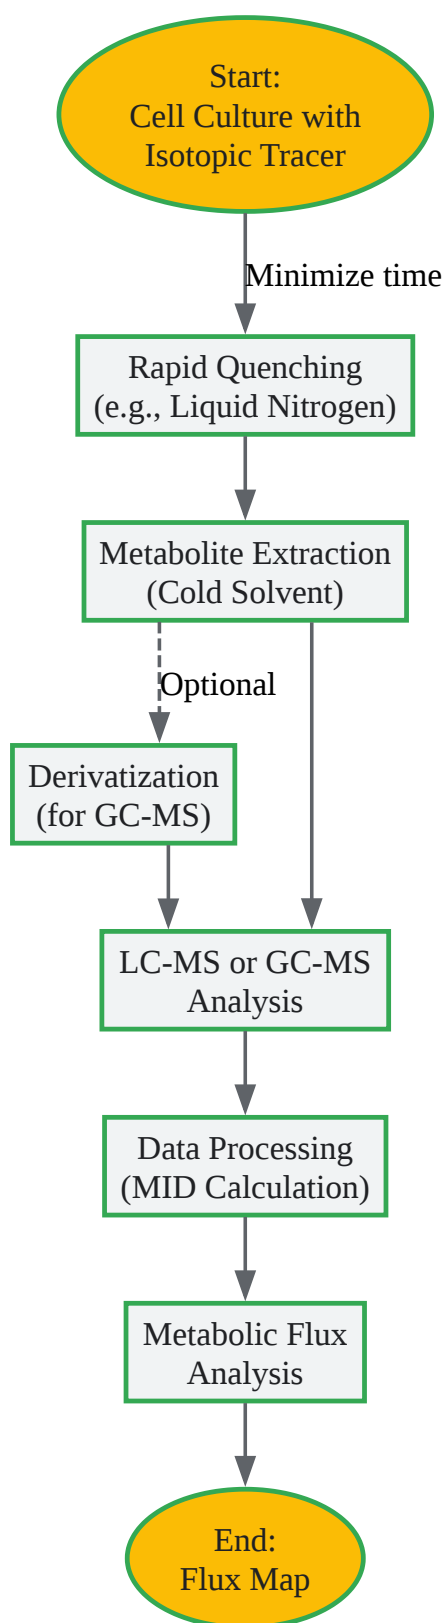 Start:
Cell Culture with
Isotopic Tracer
Minimize time
Rapid Quenching
(e.g., Liquid Nitrogen)
Metabolite Extraction
(Cold Solvent)
Optional
Derivatization
(for GC-MS)
LC-MS or GC-MS
Analysis
Data Processing
(MID Calculation)
Metabolic Flux
Analysis
End:
Flux Map